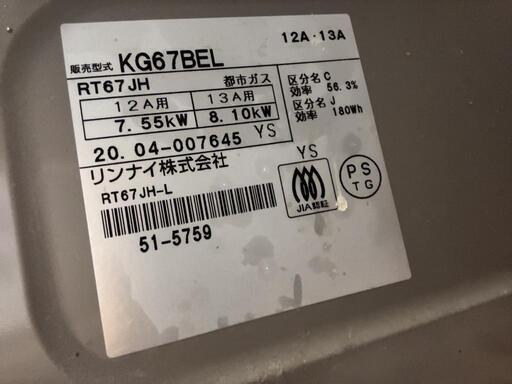 販売型式 KG67BEL 12A・13A
RT67JH 都市ガス
12A用 13A用
7.55kW 8.10kW
区分名 C
効率 56.3%
区分名 J
効率 180Wh
20.04-007645 YS
リンナイ株式会社
RT67JH-L
51-5759
YS
JIA認証
PS
TG